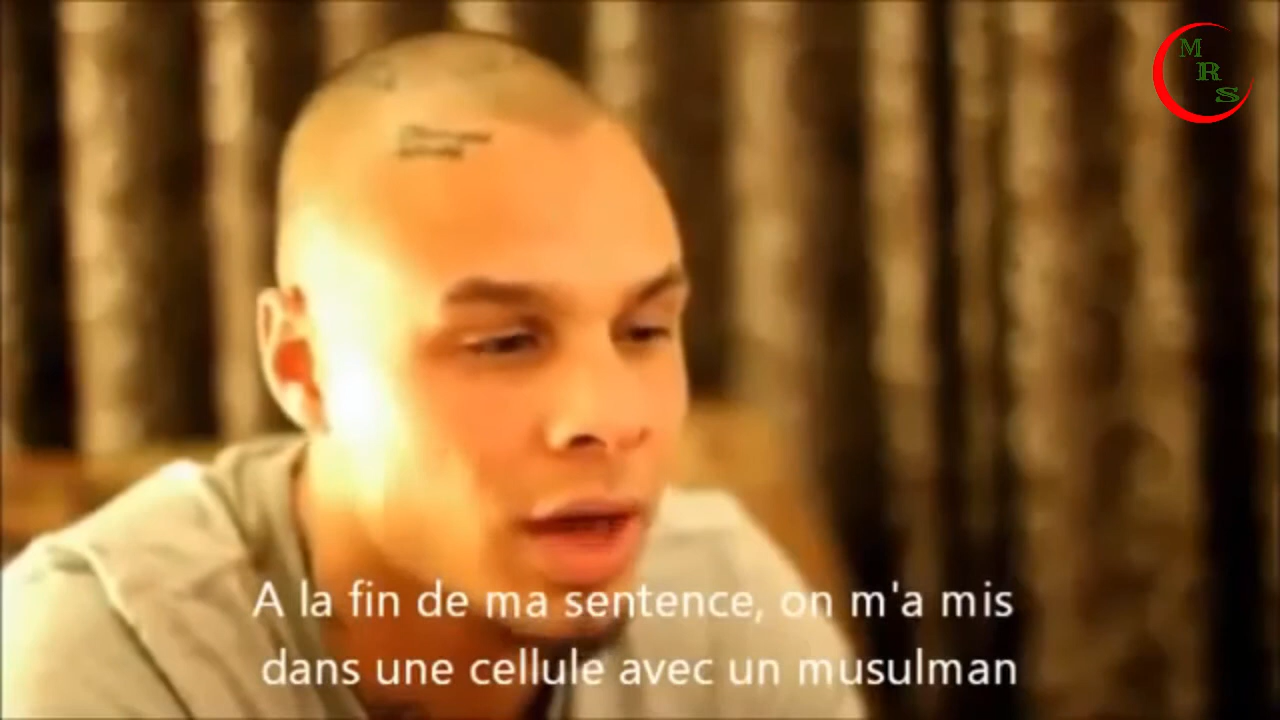 M
R
S
A la fin de ma sentence, on m'a mis
dans une cellule avec un musulman